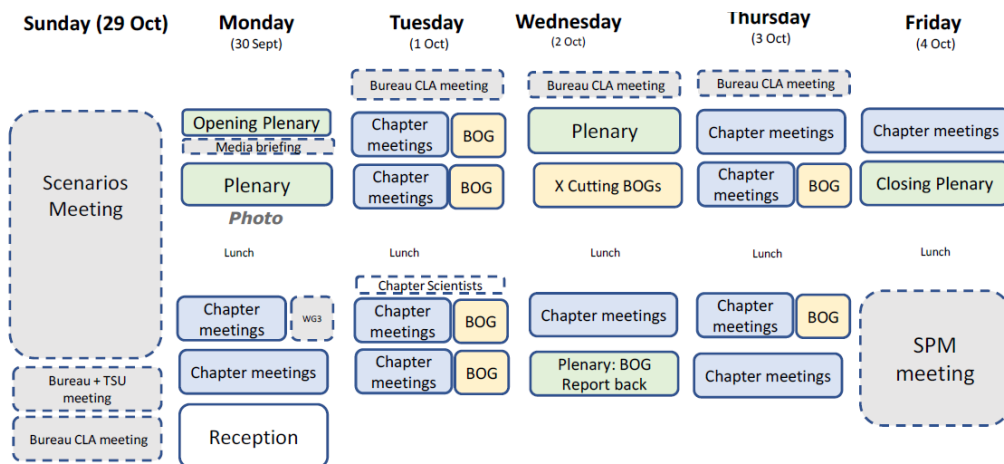 Sunday (29 Oct)
Monday
(30 Sept)
Tuesday
(1 Oct)
Wednesday
(2 Oct)
Thursday
(3 Oct)
Friday
(4 Oct)
Bureau CLA meeting
Bureau CLA meeting
Bureau CLA meeting
Scenarios
Meeting
Opening Plenary
Media briefing
Chapter
meetings
BOG
Plenary
Chapter meetings
Chapter meetings
Plenary
Chapter
meetings
BOG
X Cutting BOGs
Chapter
meetings
BOG
Closing Plenary
Photo
Lunch
Lunch
Lunch
Lunch
Lunch
Chapter Scientists
Chapter
meetings
WG3
Chapter
meetings
BOG
Chapter meetings
Chapter
meetings
BOG
SPM
meeting
Bureau + TSU
meeting
Chapter meetings
Chapter
meetings
BOG
Plenary: BOG
Report back
Chapter meetings
Bureau CLA meeting
Reception